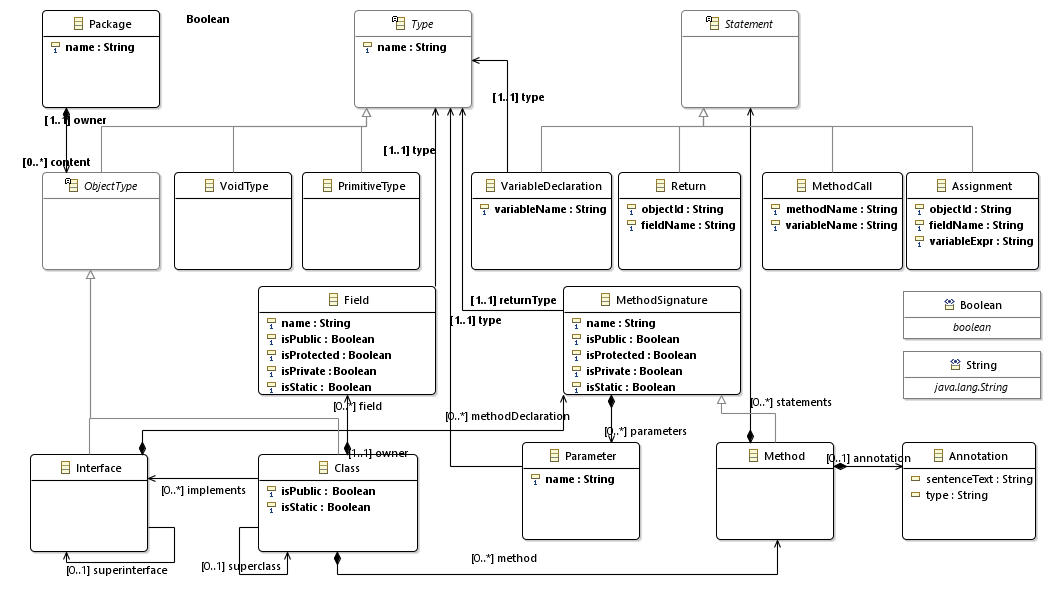 Package
name : String
Boolean
Type
name : String
Statement
[1..1] owner
[0..*] content
[1..1] type
[1..1] type
ObjectType
VoidType
PrimitiveType
VariableDeclaration
variableName : String
Return
objectId : String
fieldName : String
MethodCall
methodName : String
variableName : String
Assignment
objectId : String
fieldName : String
variableExpr : String
Field
name : String
isPublic : Boolean
isProtected : Boolean
isPrivate : Boolean
isStatic : Boolean
[1..1] returnType
[1..1] type
MethodSignature
name : String
isPublic : Boolean
isProtected : Boolean
isPrivate : Boolean
isStatic : Boolean
Boolean
boolean
String
java.lang.String
[0..*] field
[0..*] methodDeclaration
[0..*] statements
[0..*] parameters
[1..1] owner
Interface
[0..*] implements
Class
isPublic : Boolean
isStatic : Boolean
Parameter
name : String
Method
[0..1] annotation
Annotation
sentenceText : String
type : String
[0..1] superinterface
[0..1] superclass
[0..*] method